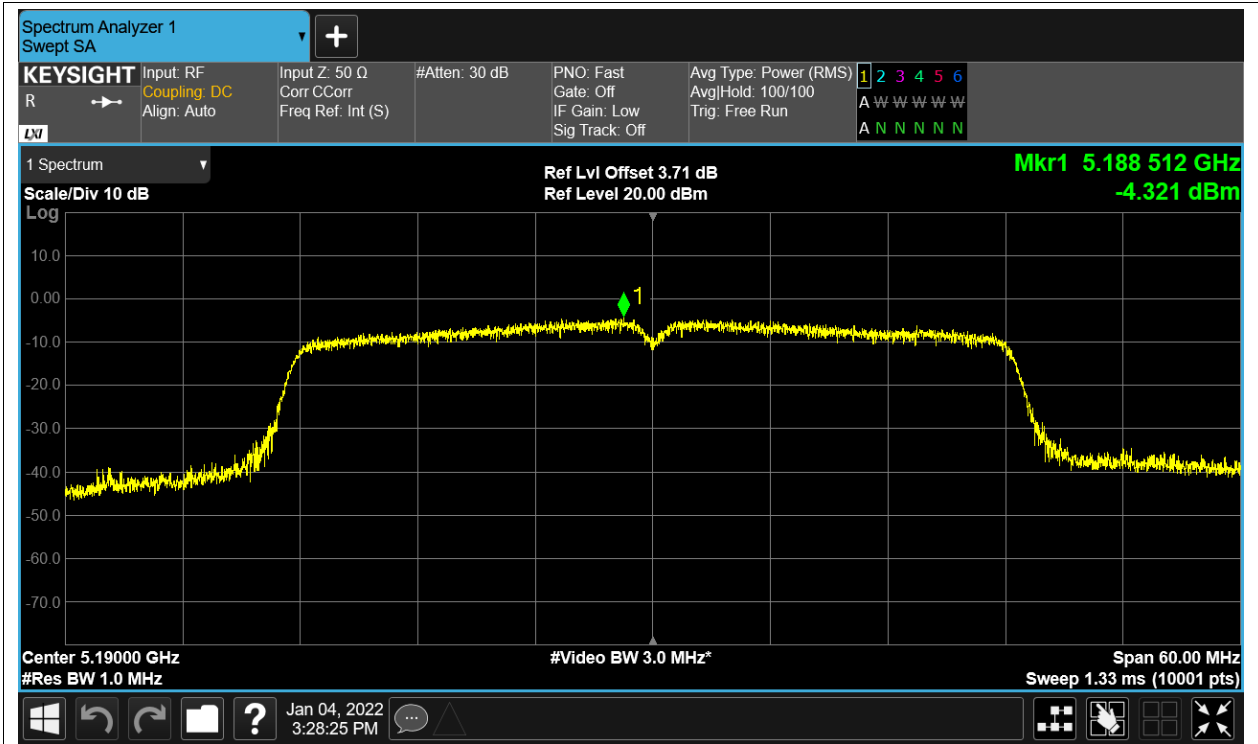 Spectrum Analyzer 1
Swept SA
KEYSIGHT
R
LXI
Input: RF
Coupling: DC
Align: Auto
Input Z: 50 Ω
Corr CCorr
Freq Ref: Int (S)
#Atten: 30 dB
PNO: Fast
Gate: Off
IF Gain: Low
Sig Track: Off
Avg Type: Power (RMS)
Avg|Hold: 100/100
Trig: Free Run
1 2 3 4 5 6
A W W W W W
A N N N N N
1 Spectrum
Scale/Div 10 dB
Log
Ref Lvl Offset 3.71 dB
Ref Level 20.00 dBm
Mkr1 5.188 512 GHz
-4.321 dBm
10.0
0.00
-10.0
-20.0
-30.0
-40.0
-50.0
-60.0
-70.0
1
Center 5.19000 GHz
#Res BW 1.0 MHz
#Video BW 3.0 MHz*
Span 60.00 MHz
Sweep 1.33 ms (10001 pts)
?
Jan 04, 2022
3:28:25 PM